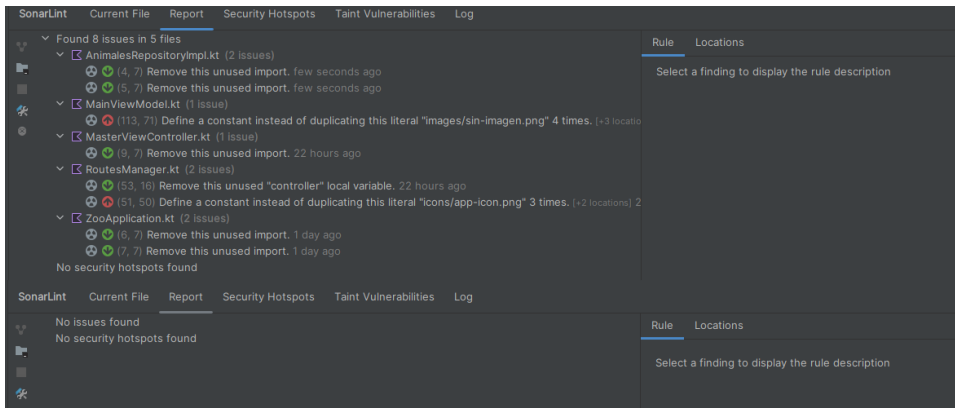 SonarLint Current File Report Security Hotspots Taint Vulnerabilities Log
Found 8 issues in 5 files
AnimalesRepositoryImpl.kt (2 issues)
(4, 7) Remove this unused import. few seconds ago
(5, 7) Remove this unused import. few seconds ago
MainViewModel.kt (1 issue)
(113, 71) Define a constant instead of duplicating this literal "images/sin-imagen.png" 4 times. [+3 locatio
MasterViewController.kt (1 issue)
(9, 7) Remove this unused import. 22 hours ago
RoutesManager.kt (2 issues)
(53, 16) Remove this unused "controller" local variable. 22 hours ago
(51, 50) Define a constant instead of duplicating this literal "icons/app-icon.png" 3 times. [+2 locations] 2
ZooApplication.kt (2 issues)
(6, 7) Remove this unused import. 1 day ago
(7, 7) Remove this unused import. 1 day ago
No security hotspots found
Rule Locations
Select a finding to display the rule description
SonarLint Current File Report Security Hotspots Taint Vulnerabilities Log
No issues found
No security hotspots found
Rule Locations
Select a finding to display the rule description